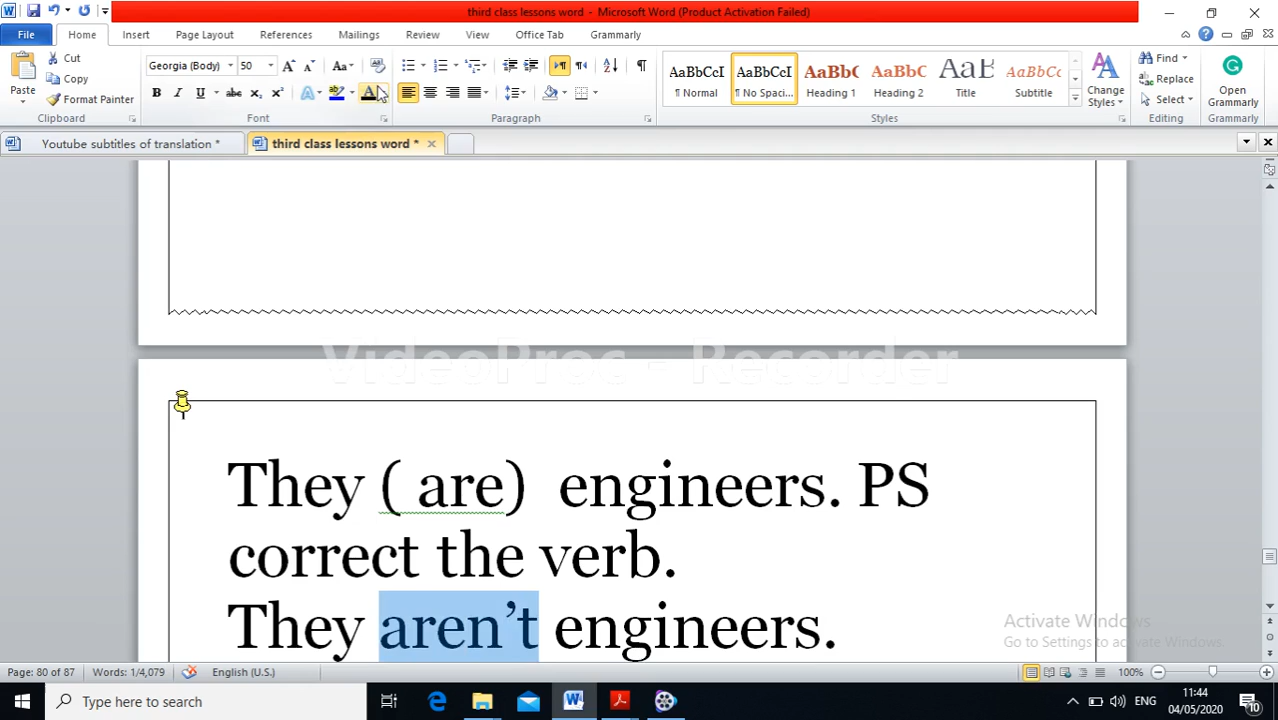 third class lessons word - Microsoft Word (Product Activation Failed)
File Home Insert Page Layout References Mailings Review View Office Tab Grammarly
Paste Cut Copy Format Painter
Georgia (Body) 50
AaBbCcI AaBbCcI AaBbC AaBbCc AaB AaBbCc
¶ Normal ¶ No Spaci... Heading 1 Heading 2 Title Subtitle
Change Styles
Find Replace Select
Open Grammarly
Clipboard Font Paragraph Styles Editing Grammarly
Youtube subtitles of translation * third class lessons word *
VideoProc - Recorder
They ( are) engineers. PS
correct the verb.
They aren’t engineers.
Activate Windows
Go to Settings to activate Windows.
Page: 80 of 87 Words: 1/4,079 English (U.S.) 100%
Type here to search
ENG 11:44
04/05/2020
10